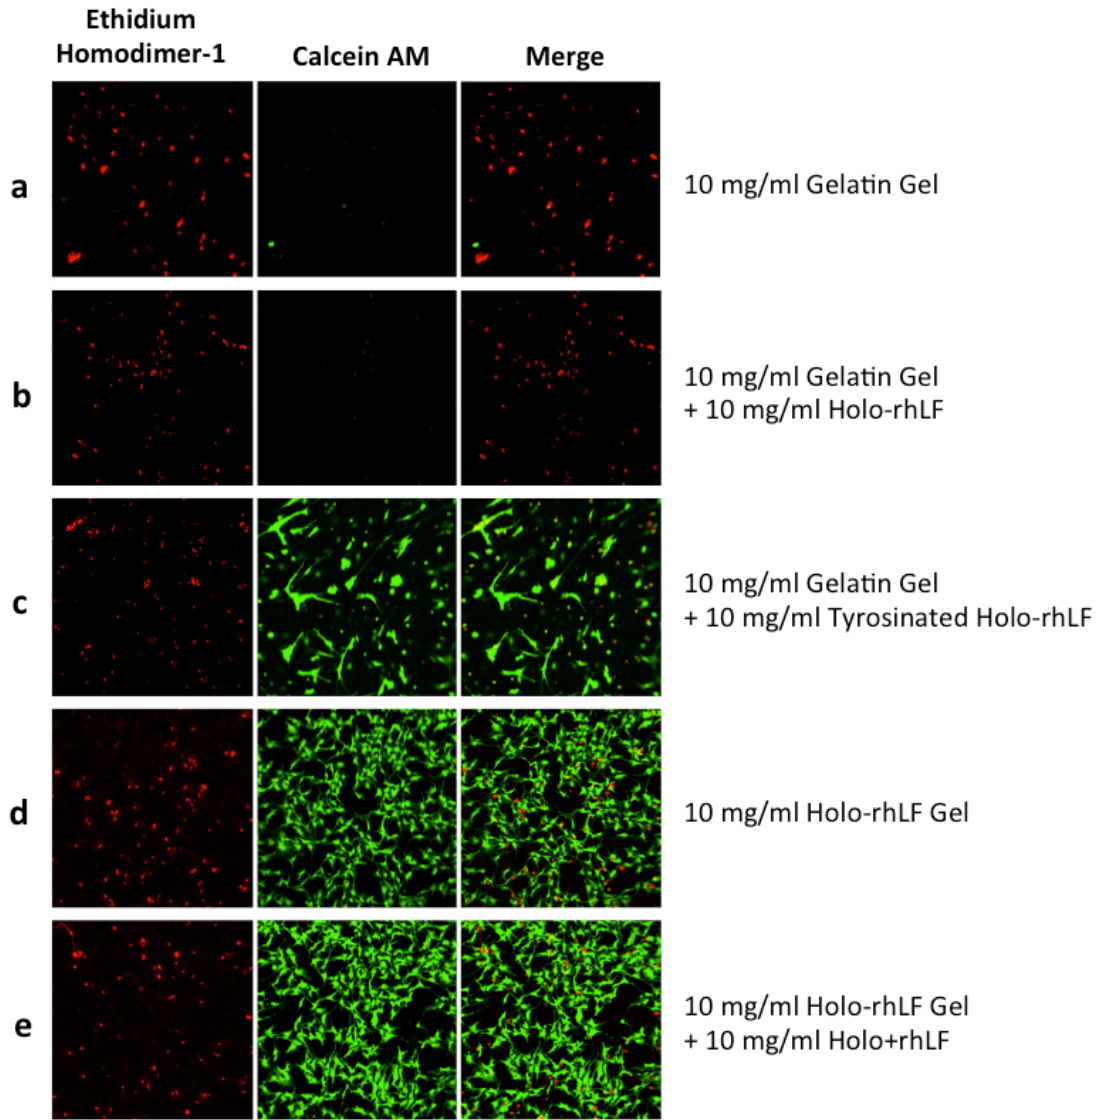 Ethidium
Homodimer-1
Calcein AM
Merge
a
10 mg/ml Gelatin Gel
b
10 mg/ml Gelatin Gel
+ 10 mg/ml Holo-rhLF
c
10 mg/ml Gelatin Gel
+ 10 mg/ml Tyrosinated Holo-rhLF
d
10 mg/ml Holo-rhLF Gel
e
10 mg/ml Holo-rhLF Gel
+ 10 mg/ml Holo+rhLF